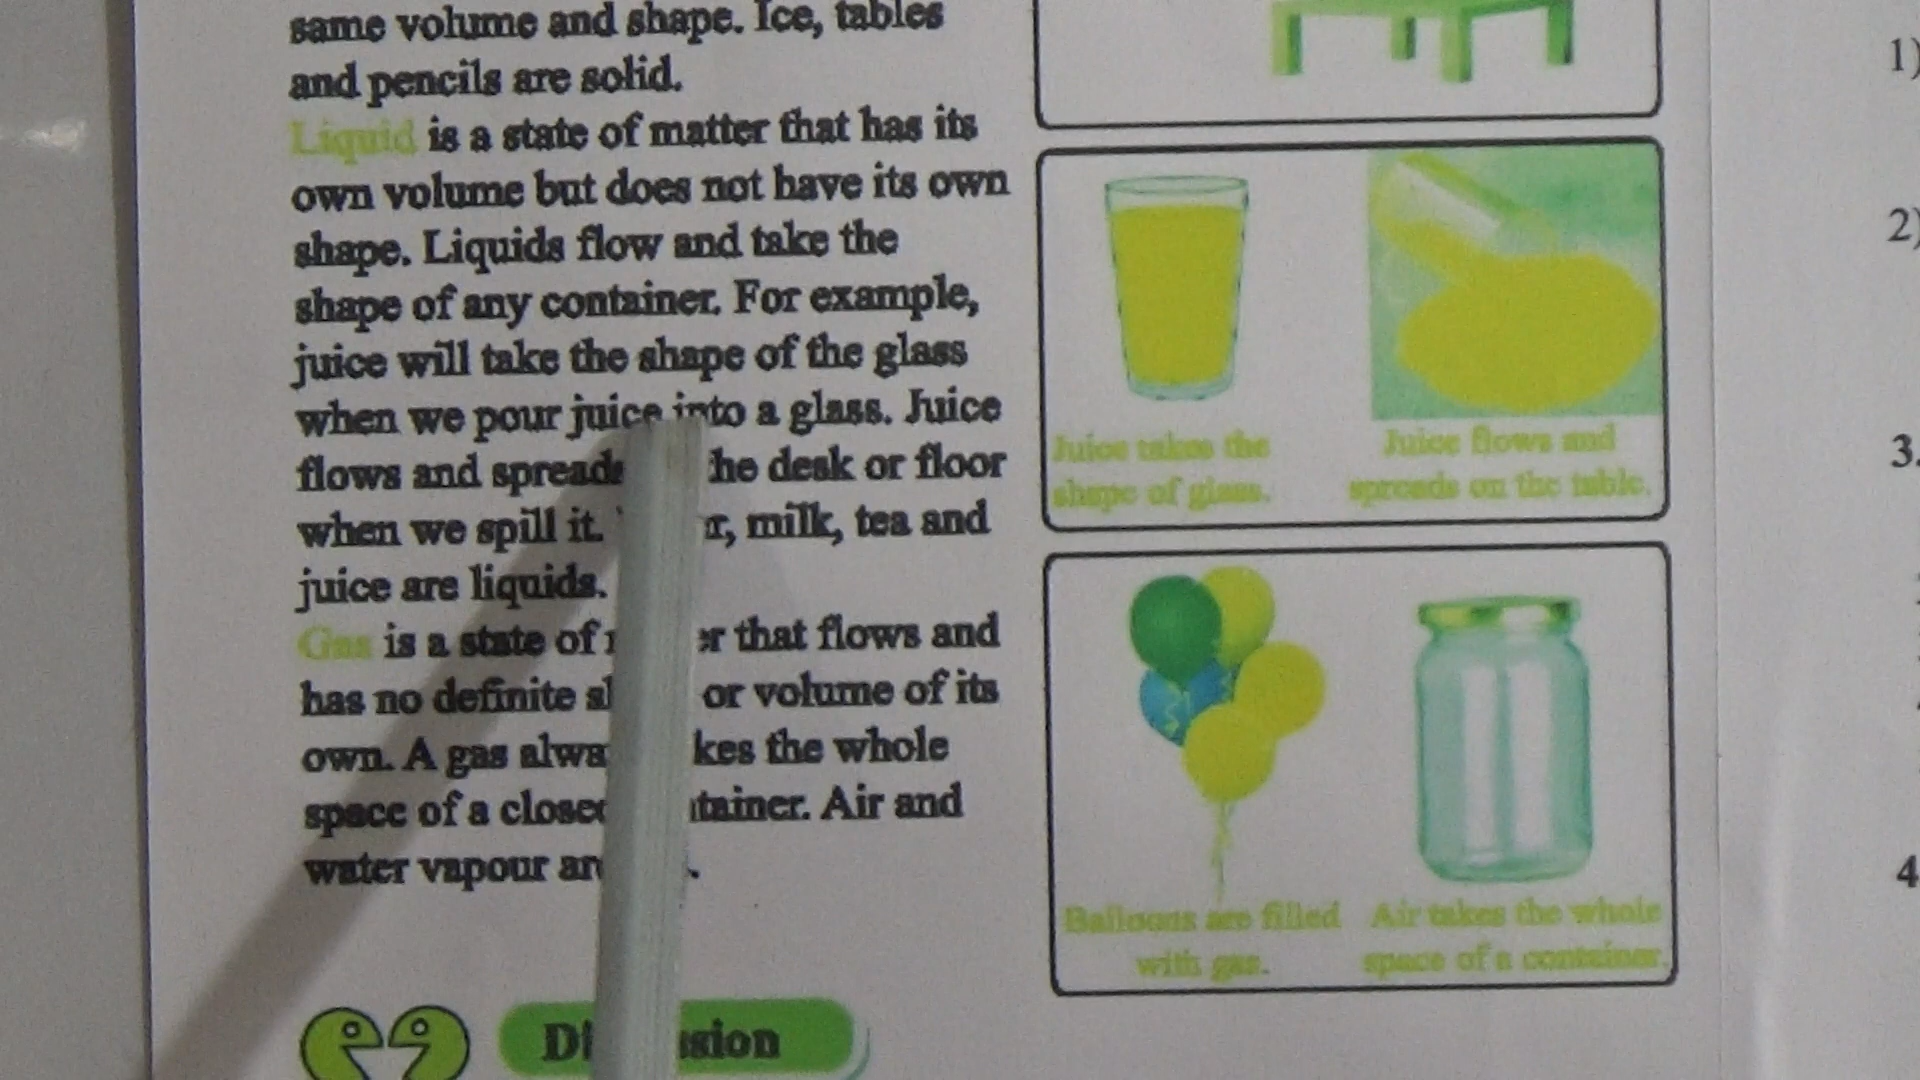 same volume and shape. Ice, tables
and pencils are solid.
Liquid is a state of matter that has its
own volume but does not have its own
shape. Liquids flow and take the
shape of any container. For example,
juice will take the shape of the glass
when we pour juice into a glass. Juice
flows and spreads he desk or floor
when we spill it. r, milk, tea and
juice are liquids.
Gas is a state of er that flows and
has no definite or volume of its
own. A gas alwa kes the whole
space of a closed tainer. Air and
water vapour
Juice takes the
shape of glass.
Juice flows and
spreads on the table.
Balloons are filled
with gas.
Air takes the whole
space of a container.
Di ssion
1)
2)
3.
4